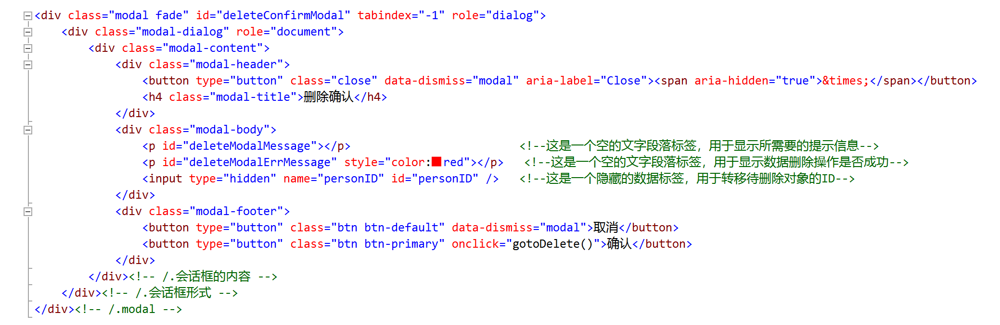 <div class="modal fade" id="deleteConfirmModal" tabindex="-1" role="dialog">
<div class="modal-dialog" role="document">
<div class="modal-content">
<div class="modal-header">
<button type="button" class="close" data-dismiss="modal" aria-label="Close"><span aria-hidden="true">&times;</span></button>
<h4 class="modal-title">删除确认</h4>
</div>
<div class="modal-body">
<p id="deleteModalMessage"></p> <!--这是一个空的文字段落标签，用于显示所需要的提示信息-->
<p id="deleteModalErrMessage" style="color:red"></p> <!--这是一个空的文字段落标签，用于显示数据删除操作是否成功-->
<input type="hidden" name="personID" id="personID" /> <!--这是一个隐藏的数据标签，用于转移待删除对象的ID-->
</div>
<div class="modal-footer">
<button type="button" class="btn btn-default" data-dismiss="modal">取消</button>
<button type="button" class="btn btn-primary" onclick="gotoDelete()">确认</button>
</div>
</div><!-- /.会话框的内容 -->
</div><!-- /.会话框形式 -->
</div><!-- /.modal -->